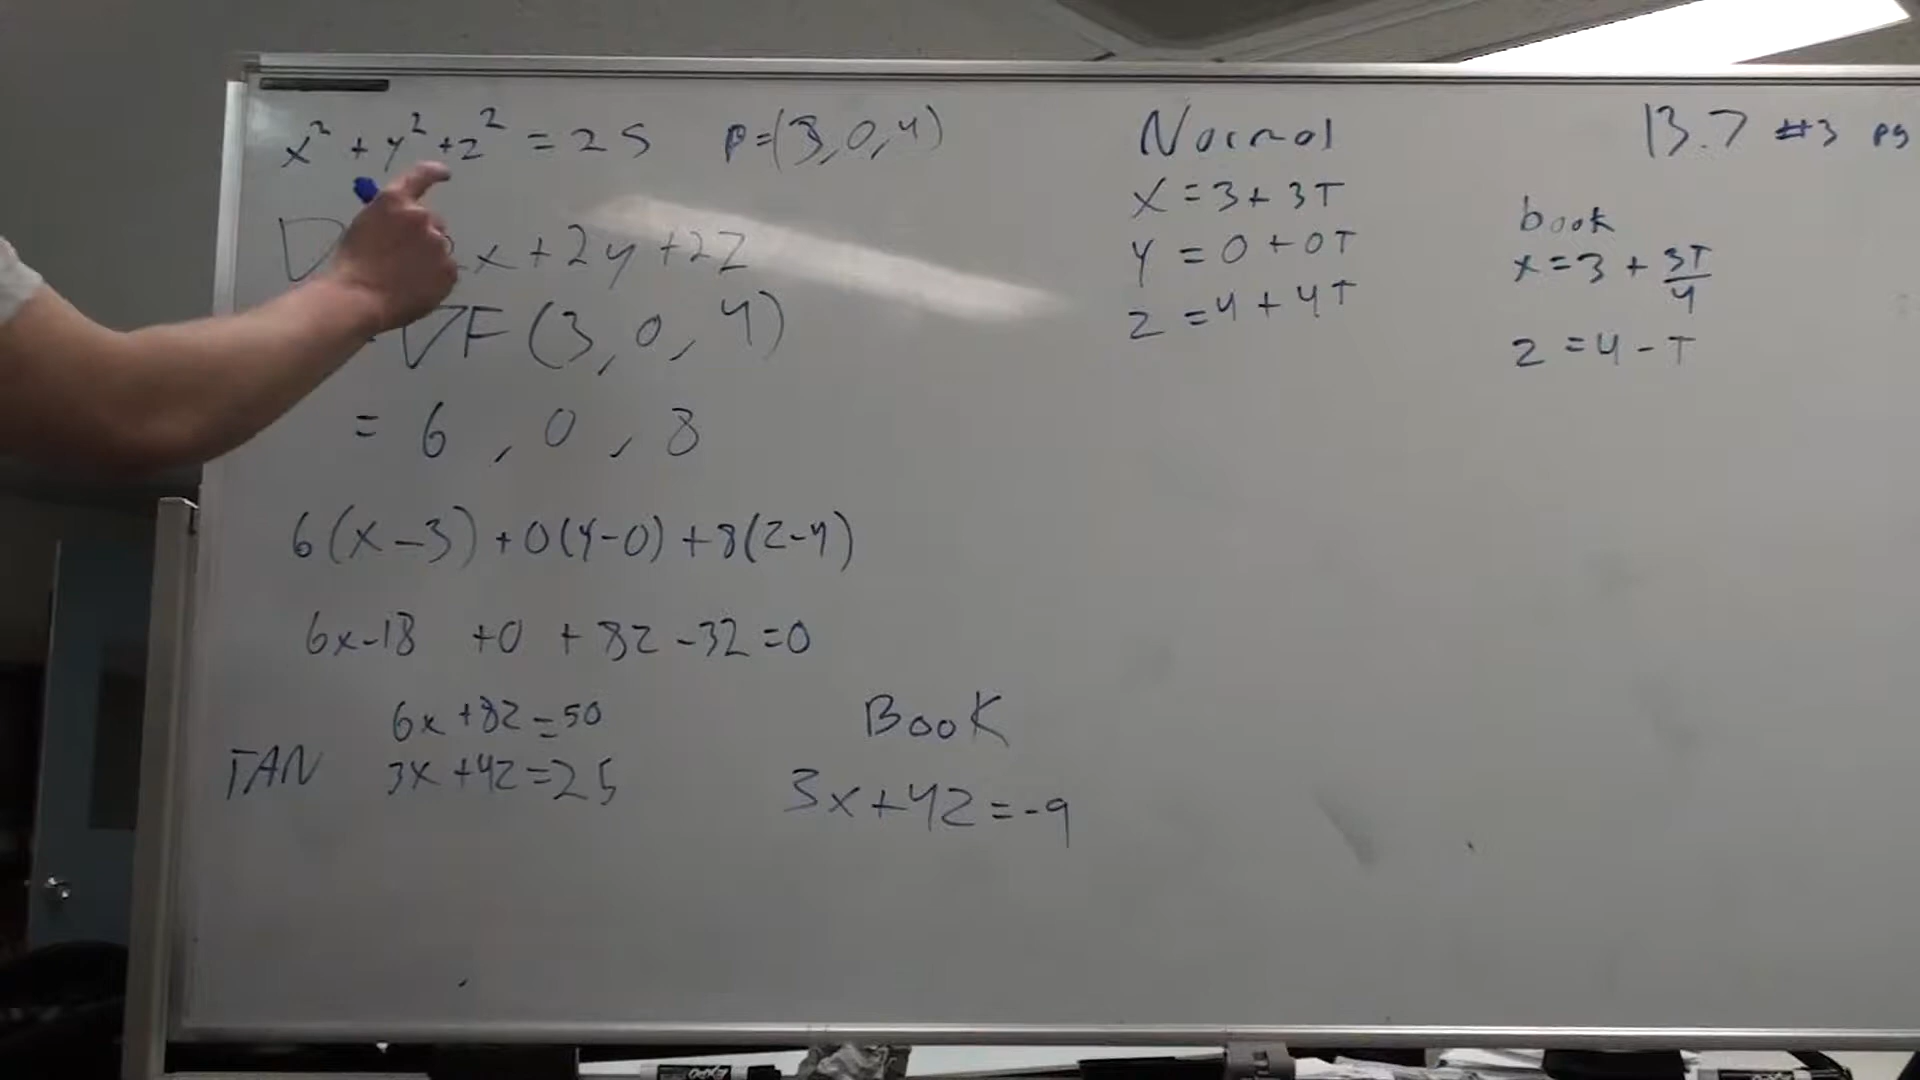 x² + y² + z² = 25 P=(3,0,4)
∇ 2x + 2y + 2z
∇F (3, 0, 4)
= 6 , 0 , 8
6(x-3) + 0(y-0) + 8(z-4)
6x-18 +0 + 8z -32 =0
6x +8z = 50
TAN 3x +4z =25
Book
3x+4z =-9
Normal
x = 3 + 3T
y = 0 + 0T
z = 4 + 4T
13.7 #3 pg
book
x = 3 + 3T/4
z = 4 - T
EXPO